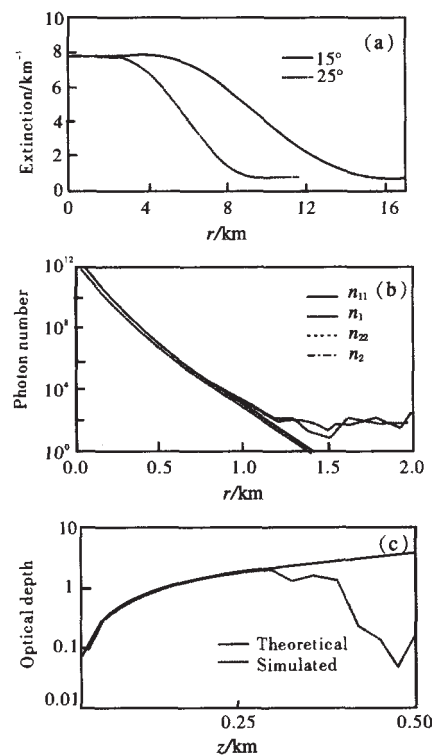 (a)
Extinction/km⁻¹
8
6
4
2
0
15°
25°
0 4 8 12 16
r/km
(b)
Photon number
10¹²
10⁸
10⁴
10⁰
n₁₁
n₁
n₂₂
n₂
0.0 0.5 1.0 1.5 2.0
r/km
(c)
Optical depth
10
1
0.1
0.01
Theoretical
Simulated
0.25 0.50
z/km